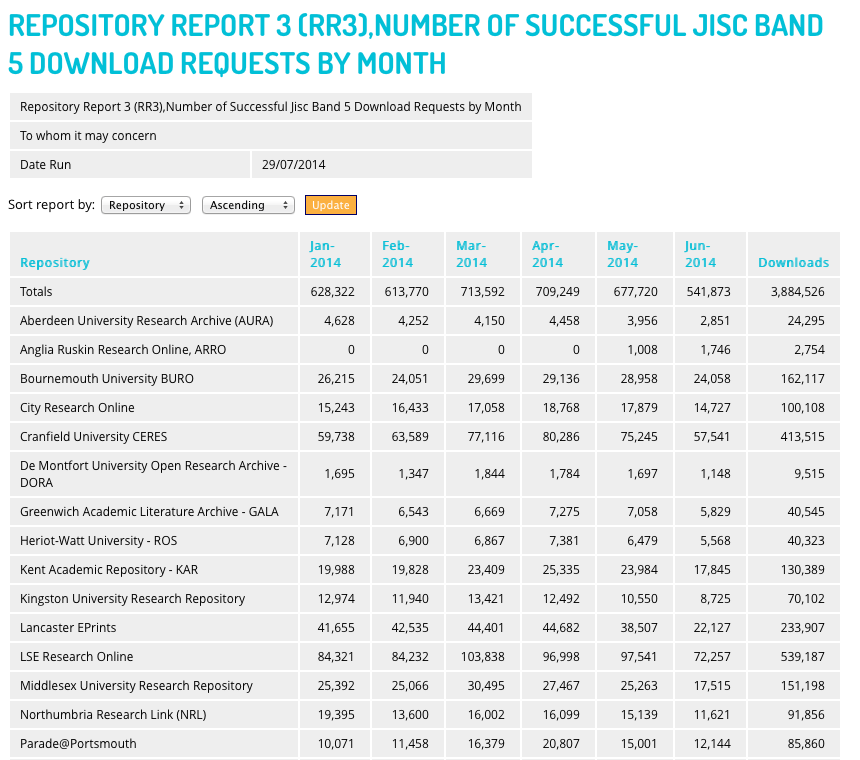 REPOSITORY REPORT 3 (RR3),NUMBER OF SUCCESSFUL JISC BAND
5 DOWNLOAD REQUESTS BY MONTH
Repository Report 3 (RR3),Number of Successful Jisc Band 5 Download Requests by Month
To whom it may concern
Date Run 29/07/2014
Sort report by: Repository Ascending Update
Repository Jan-2014 Feb-2014 Mar-2014 Apr-2014 May-2014 Jun-2014 Downloads
Totals 628,322 613,770 713,592 709,249 677,720 541,873 3,884,526
Aberdeen University Research Archive (AURA) 4,628 4,252 4,150 4,458 3,956 2,851 24,295
Anglia Ruskin Research Online, ARRO 0 0 0 0 1,008 1,746 2,754
Bournemouth University BURO 26,215 24,051 29,699 29,136 28,958 24,058 162,117
City Research Online 15,243 16,433 17,058 18,768 17,879 14,727 100,108
Cranfield University CERES 59,738 63,589 77,116 80,286 75,245 57,541 413,515
De Montfort University Open Research Archive -
DORA 1,695 1,347 1,844 1,784 1,697 1,148 9,515
Greenwich Academic Literature Archive - GALA 7,171 6,543 6,669 7,275 7,058 5,829 40,545
Heriot-Watt University - ROS 7,128 6,900 6,867 7,381 6,479 5,568 40,323
Kent Academic Repository - KAR 19,988 19,828 23,409 25,335 23,984 17,845 130,389
Kingston University Research Repository 12,974 11,940 13,421 12,492 10,550 8,725 70,102
Lancaster EPrints 41,655 42,535 44,401 44,682 38,507 22,127 233,907
LSE Research Online 84,321 84,232 103,838 96,998 97,541 72,257 539,187
Middlesex University Research Repository 25,392 25,066 30,495 27,467 25,263 17,515 151,198
Northumbria Research Link (NRL) 19,395 13,600 16,002 16,099 15,139 11,621 91,856
Parade@Portsmouth 10,071 11,458 16,379 20,807 15,001 12,144 85,860